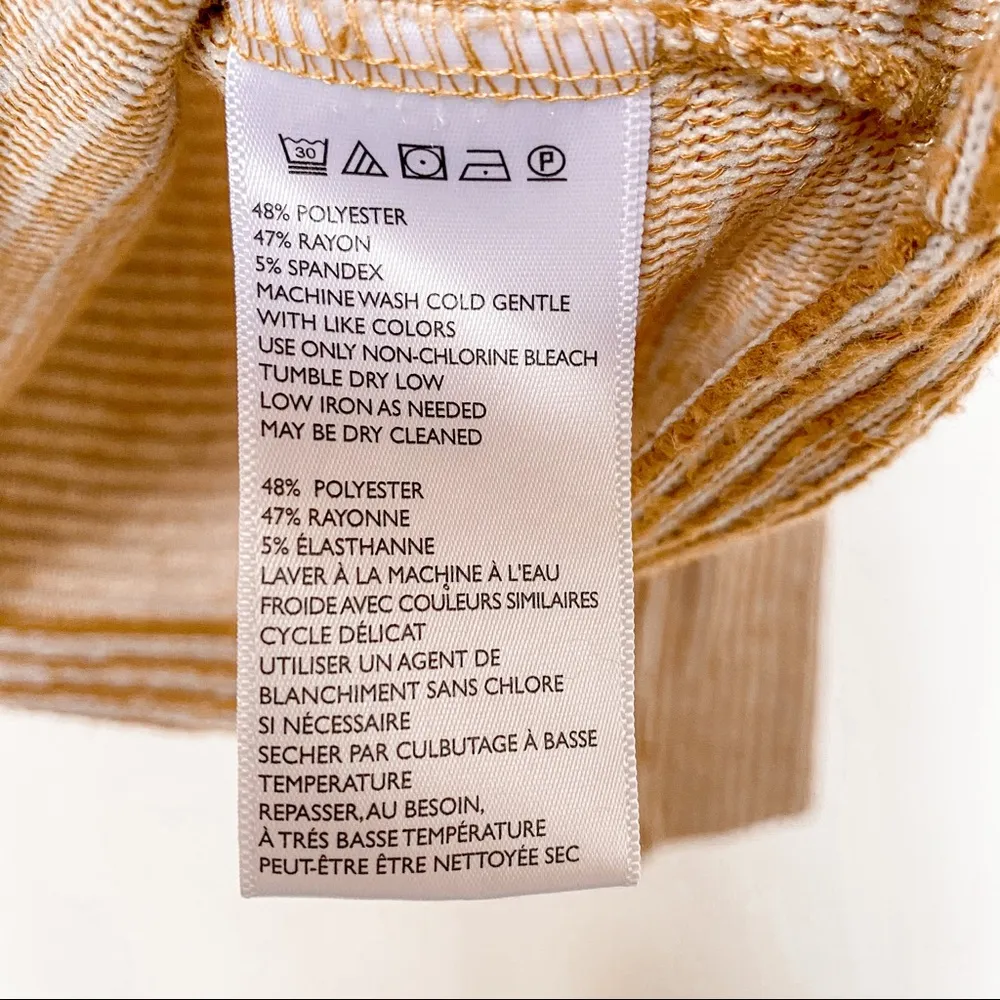 30 P
48% POLYESTER
47% RAYON
5% SPANDEX
MACHINE WASH COLD GENTLE
WITH LIKE COLORS
USE ONLY NON-CHLORINE BLEACH
TUMBLE DRY LOW
LOW IRON AS NEEDED
MAY BE DRY CLEANED
48% POLYESTER
47% RAYONNE
5% ÉLASTHANNE
LAVER À LA MACHINE À L'EAU
FROIDE AVEC COULEURS SIMILAIRES
CYCLE DÉLICAT
UTILISER UN AGENT DE
BLANCHIMENT SANS CHLORE
SI NÉCESSAIRE
SECHER PAR CULBUTAGE À BASSE
TEMPERATURE
REPASSER, AU BESOIN,
À TRÉS BASSE TEMPÉRATURE
PEUT-ÊTRE ÊTRE NETTOYÉE SEC